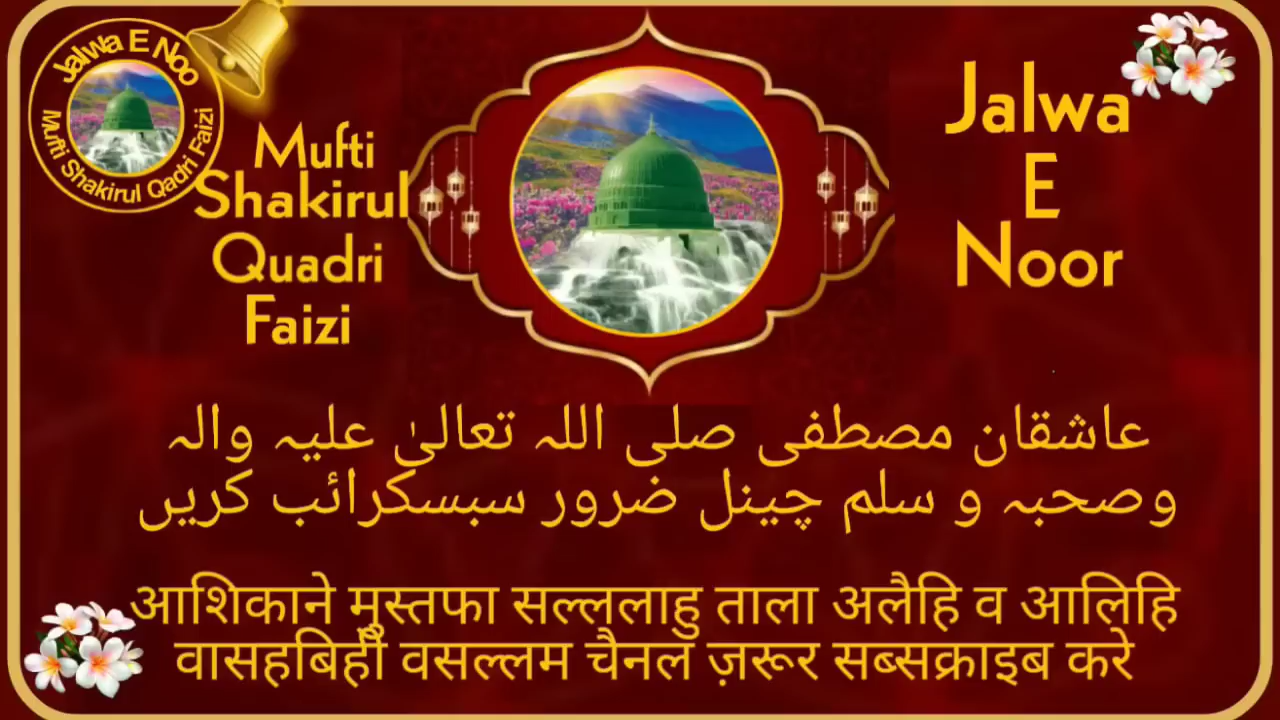 Jalwa E Noo
Mufti Shakirul Qadri Faizi
Mufti
Shakirul
Quadri
Faizi
Jalwa
E
Noor
عاشقان مصطفی صلی اللہ تعالیٰ علیہ والہ
وصحبہ و سلم چینل ضرور سبسکرائب کریں
आशिकाने मुस्तफा सल्ललाहु ताला अलैहि व आलिहि
वासहबिही वसल्लम चैनल ज़रूर सब्सक्राइब करे